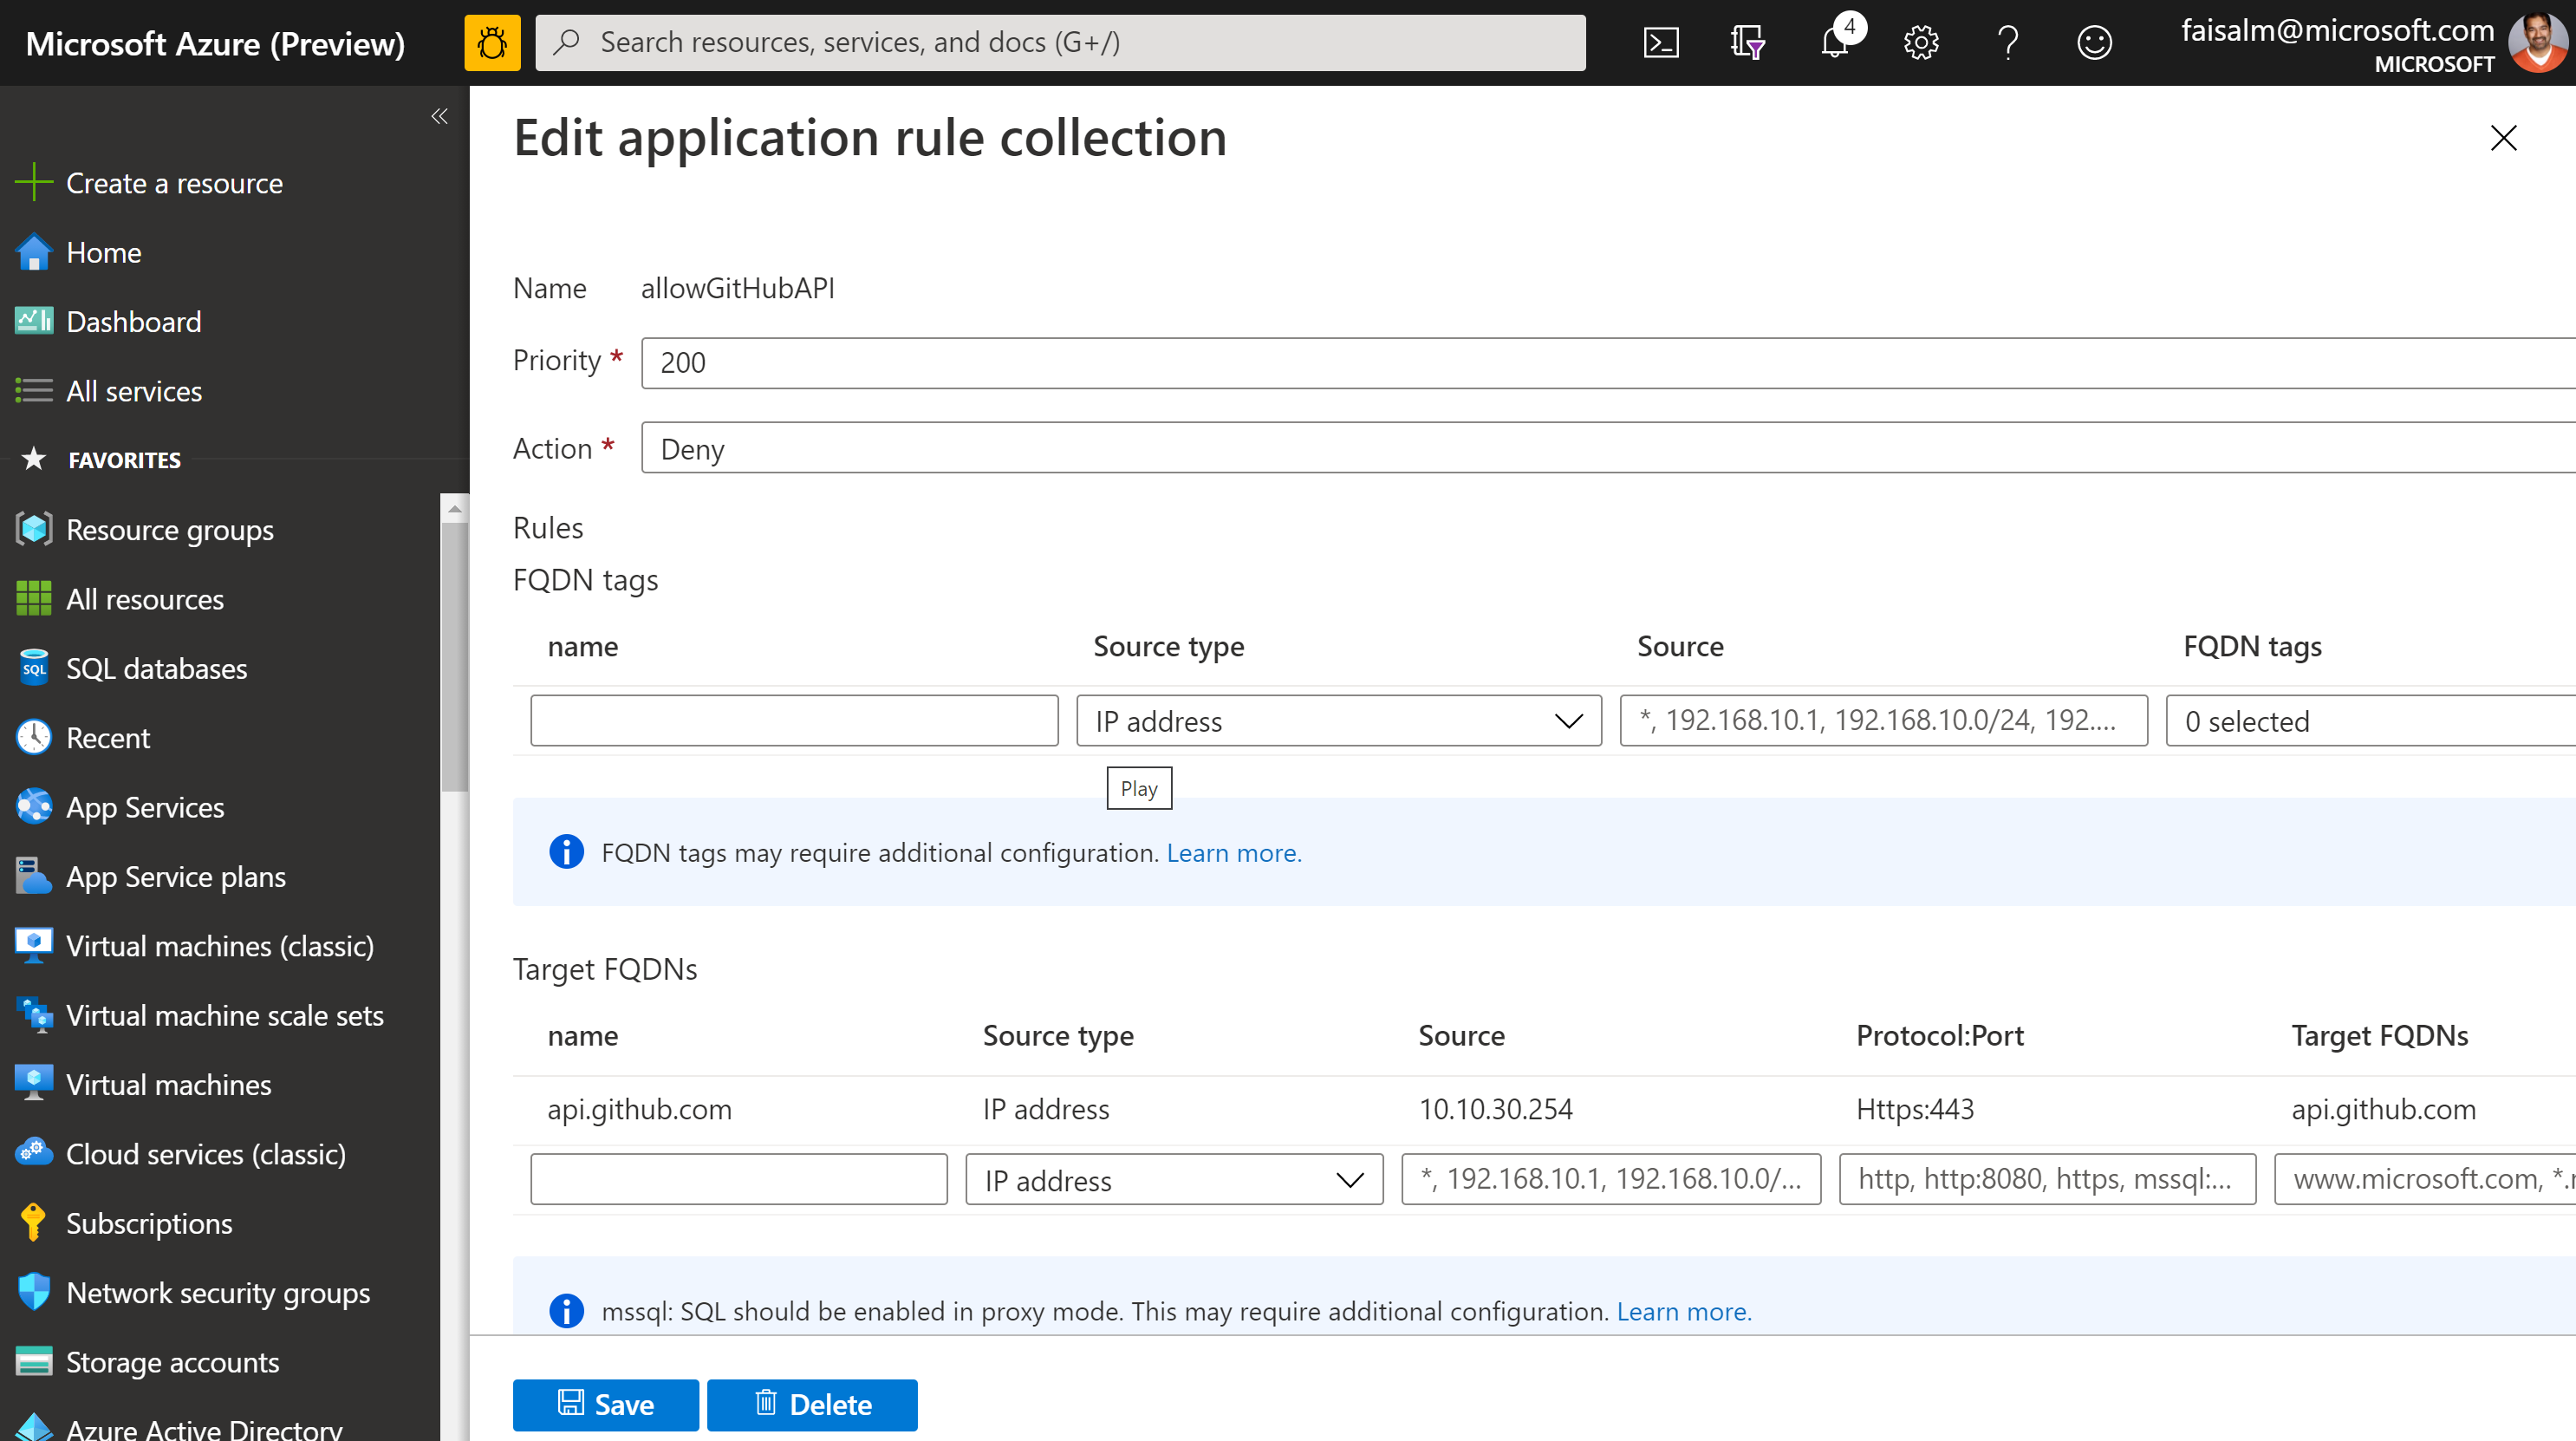 Microsoft Azure (Preview)
Search resources, services, and docs (G+/)
4
faisalm@microsoft.com
MICROSOFT
Create a resource
Home
Dashboard
All services
FAVORITES
Resource groups
All resources
SQL
SQL databases
Recent
App Services
App Service plans
Virtual machines (classic)
Virtual machine scale sets
Virtual machines
Cloud services (classic)
Subscriptions
Network security groups
Storage accounts
Azure Active Directory
Edit application rule collection
Name allowGitHubAPI
Priority * 200
Action * Deny
Rules
FQDN tags
name Source type Source FQDN tags
IP address *, 192.168.10.1, 192.168.10.0/24, 192.... 0 selected
Play
FQDN tags may require additional configuration. Learn more.
Target FQDNs
name Source type Source Protocol:Port Target FQDNs
api.github.com IP address 10.10.30.254 Https:443 api.github.com
IP address *, 192.168.10.1, 192.168.10.0/... http, http:8080, https, mssql:... www.microsoft.com, *.
mssql: SQL should be enabled in proxy mode. This may require additional configuration. Learn more.
Save Delete